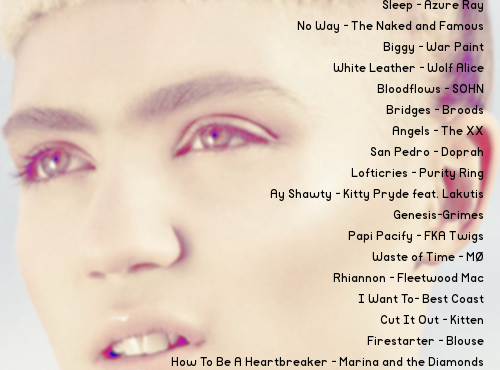 Sleep - Azure Ray
No Way - The Naked and Famous
Biggy - War Paint
White Leather - Wolf Alice
Bloodflows - SOHN
Bridges - Broods
Angels - The XX
San Pedro - Doprah
Lofticries - Purity Ring
Ay Shawty - Kitty Pryde feat. Lakutis
Genesis-Grimes
Papi Pacify - FKA Twigs
Waste of Time - MØ
Rhiannon - Fleetwood Mac
I Want To- Best Coast
Cut It Out - Kitten
Firestarter - Blouse
How To Be A Heartbreaker - Marina and the Diamonds